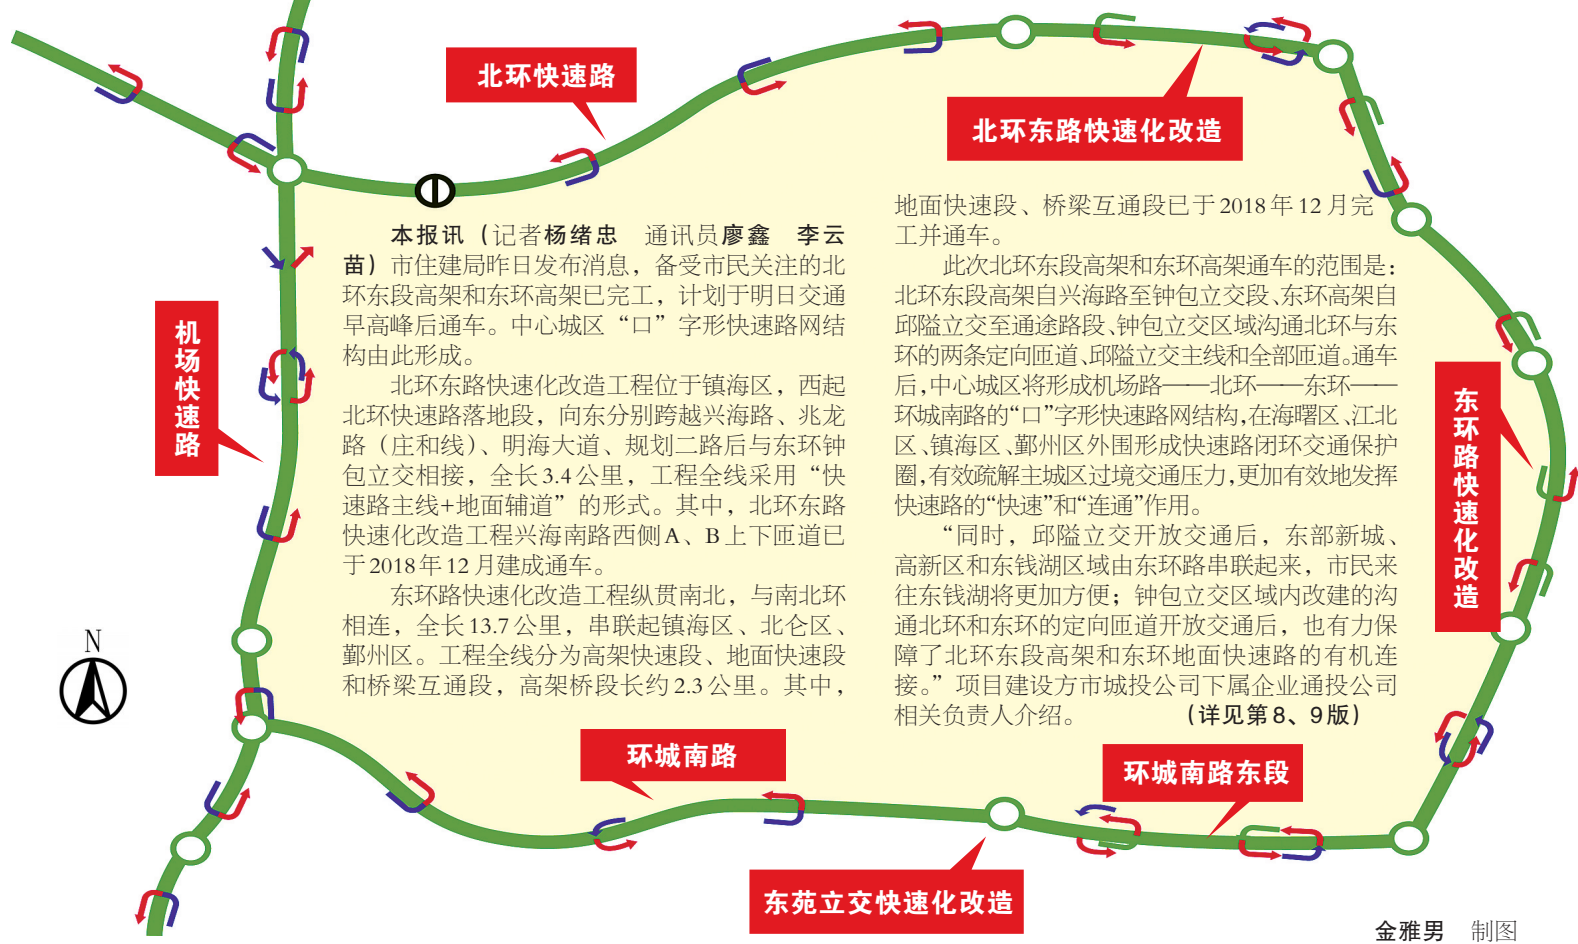 北环快速路
北环东路快速化改造
机场快速路
东环路快速化改造
本报讯（记者杨绪忠　通讯员廖鑫　李云
苗）市住建局昨日发布消息，备受市民关注的北
环东段高架和东环高架已完工，计划于明日交通
早高峰后通车。中心城区“口”字形快速路网结
构由此形成。
北环东路快速化改造工程位于镇海区，西起
北环快速路落地段，向东分别跨越兴海路、兆龙
路（庄和线）、明海大道、规划二路后与东环钟
包立交相接，全长3.4公里，工程全线采用“快
速路主线+地面辅道”的形式。其中，北环东路
快速化改造工程兴海南路西侧A、B上下匝道已
于2018年12月建成通车。
东环路快速化改造工程纵贯南北，与南北环
相连，全长13.7公里，串联起镇海区、北仑区、
鄞州区。工程全线分为高架快速段、地面快速段
和桥梁互通段，高架桥段长约2.3公里。其中，
地面快速段、桥梁互通段已于2018年12月完
工并通车。
此次北环东段高架和东环高架通车的范围是：
北环东段高架自兴海路至钟包立交段、东环高架自
邱隘立交至通途路段、钟包立交区域沟通北环与东
环的两条定向匝道、邱隘立交主线和全部匝道。通车
后，中心城区将形成机场路——北环——东环——
环城南路的“口”字形快速路网结构，在海曙区、江北
区、镇海区、鄞州区外围形成快速路闭环交通保护
圈，有效疏解主城区过境交通压力，更加有效地发挥
快速路的“快速”和“连通”作用。
“同时，邱隘立交开放交通后，东部新城、
高新区和东钱湖区域由东环路串联起来，市民来
往东钱湖将更加方便；钟包立交区域内改建的沟
通北环和东环的定向匝道开放交通后，也有力保
障了北环东段高架和东环地面快速路的有机连
接。”项目建设方市城投公司下属企业通投公司
相关负责人介绍。　（详见第8、9版）
N
环城南路
环城南路东段
东苑立交快速化改造
金雅男　制图